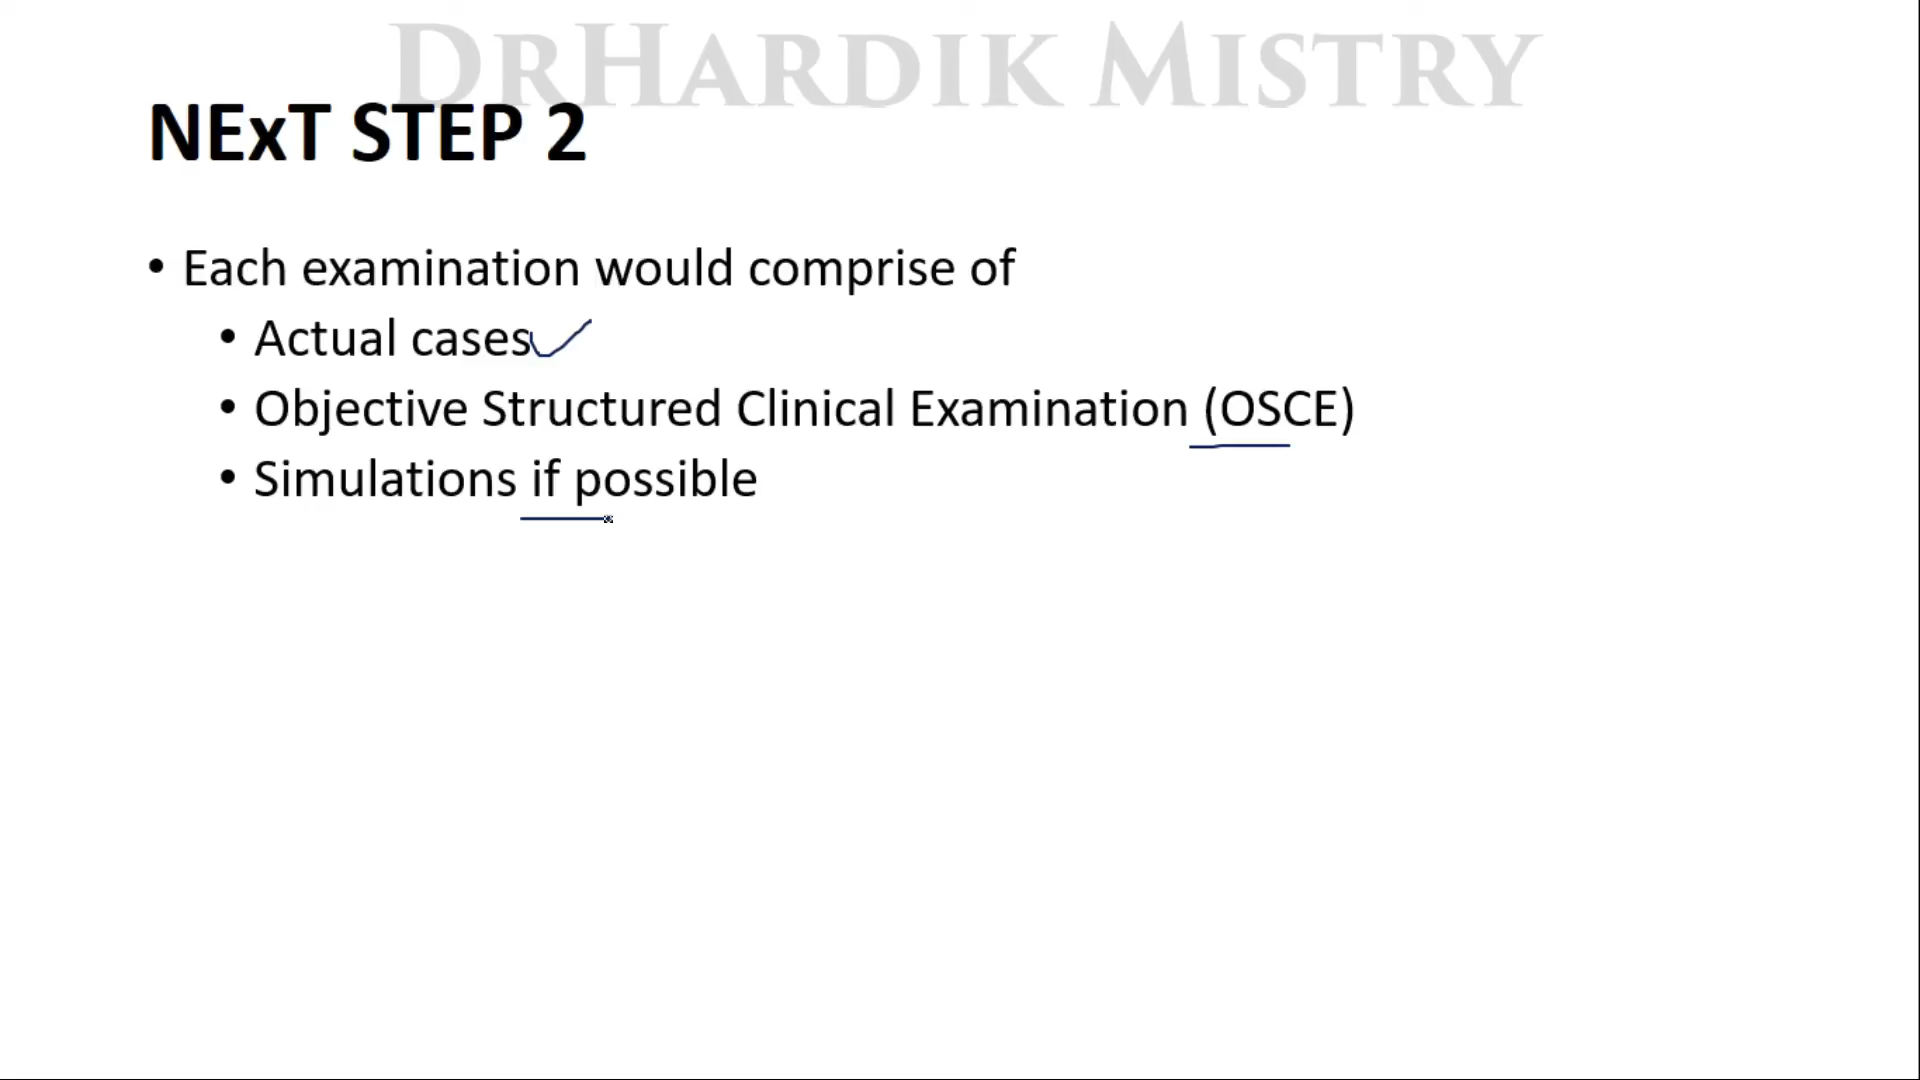 DRHARDIK MISTRY
NExT STEP 2
• Each examination would comprise of
• Actual cases
• Objective Structured Clinical Examination (OSCE)
• Simulations if possible